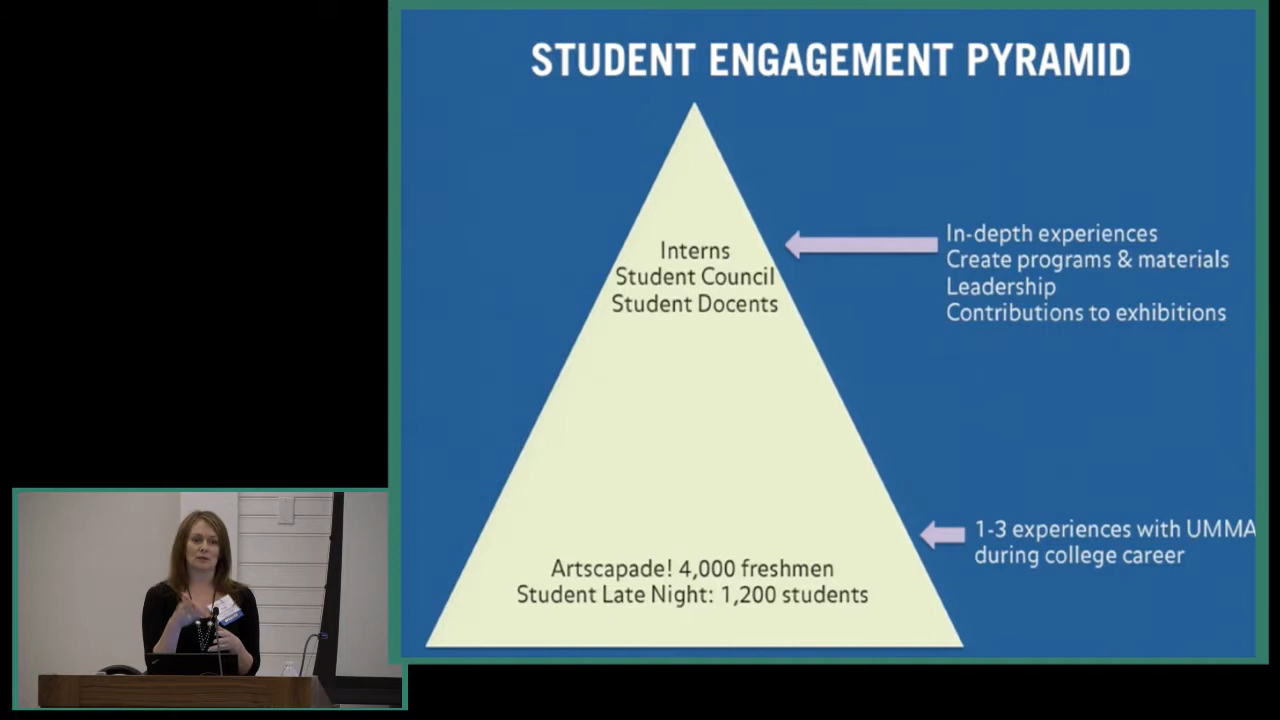 STUDENT ENGAGEMENT PYRAMID
Interns
Student Council
Student Docents
In-depth experiences
Create programs & materials
Leadership
Contributions to exhibitions
1-3 experiences with UMMA
during college career
Artscapade! 4,000 freshmen
Student Late Night: 1,200 students